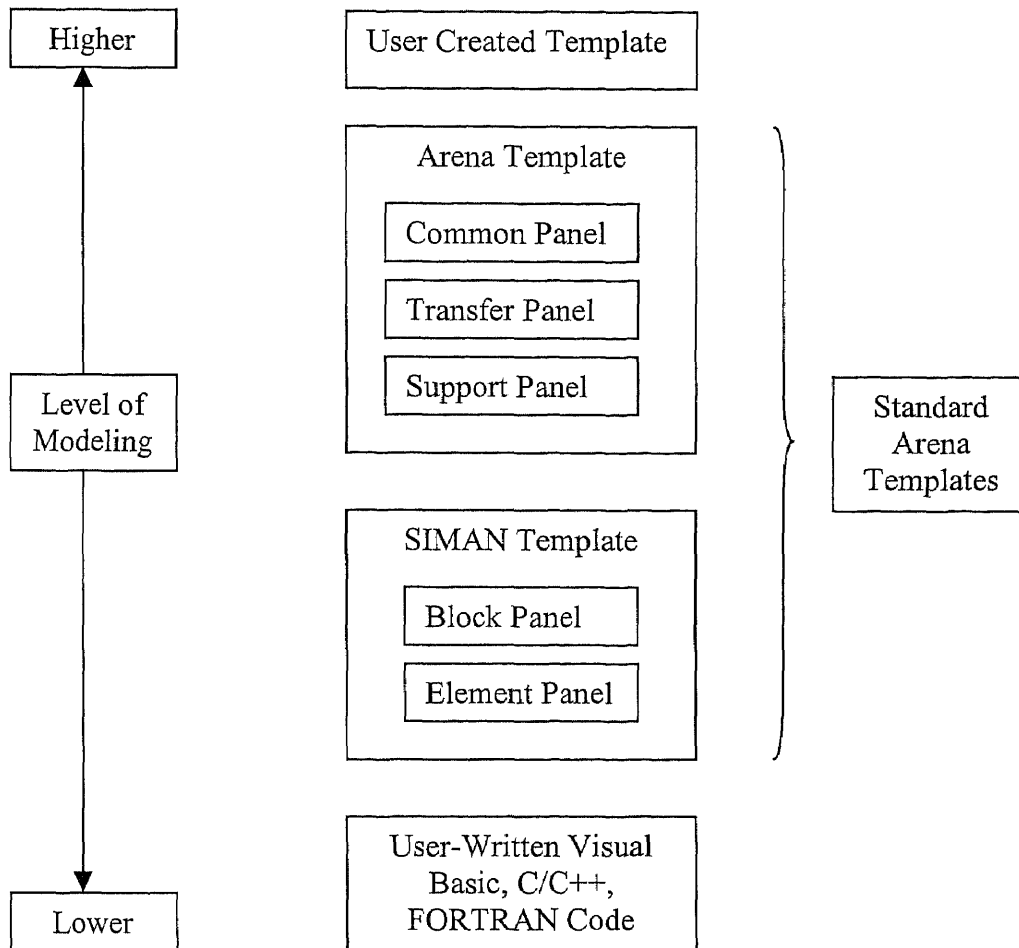 Higher
User Created Template
Arena Template
Common Panel
Transfer Panel
Support Panel
Level of
Modeling
Standard
Arena
Templates
SIMAN Template
Block Panel
Element Panel
User-Written Visual
Basic, C/C++,
FORTRAN Code
Lower